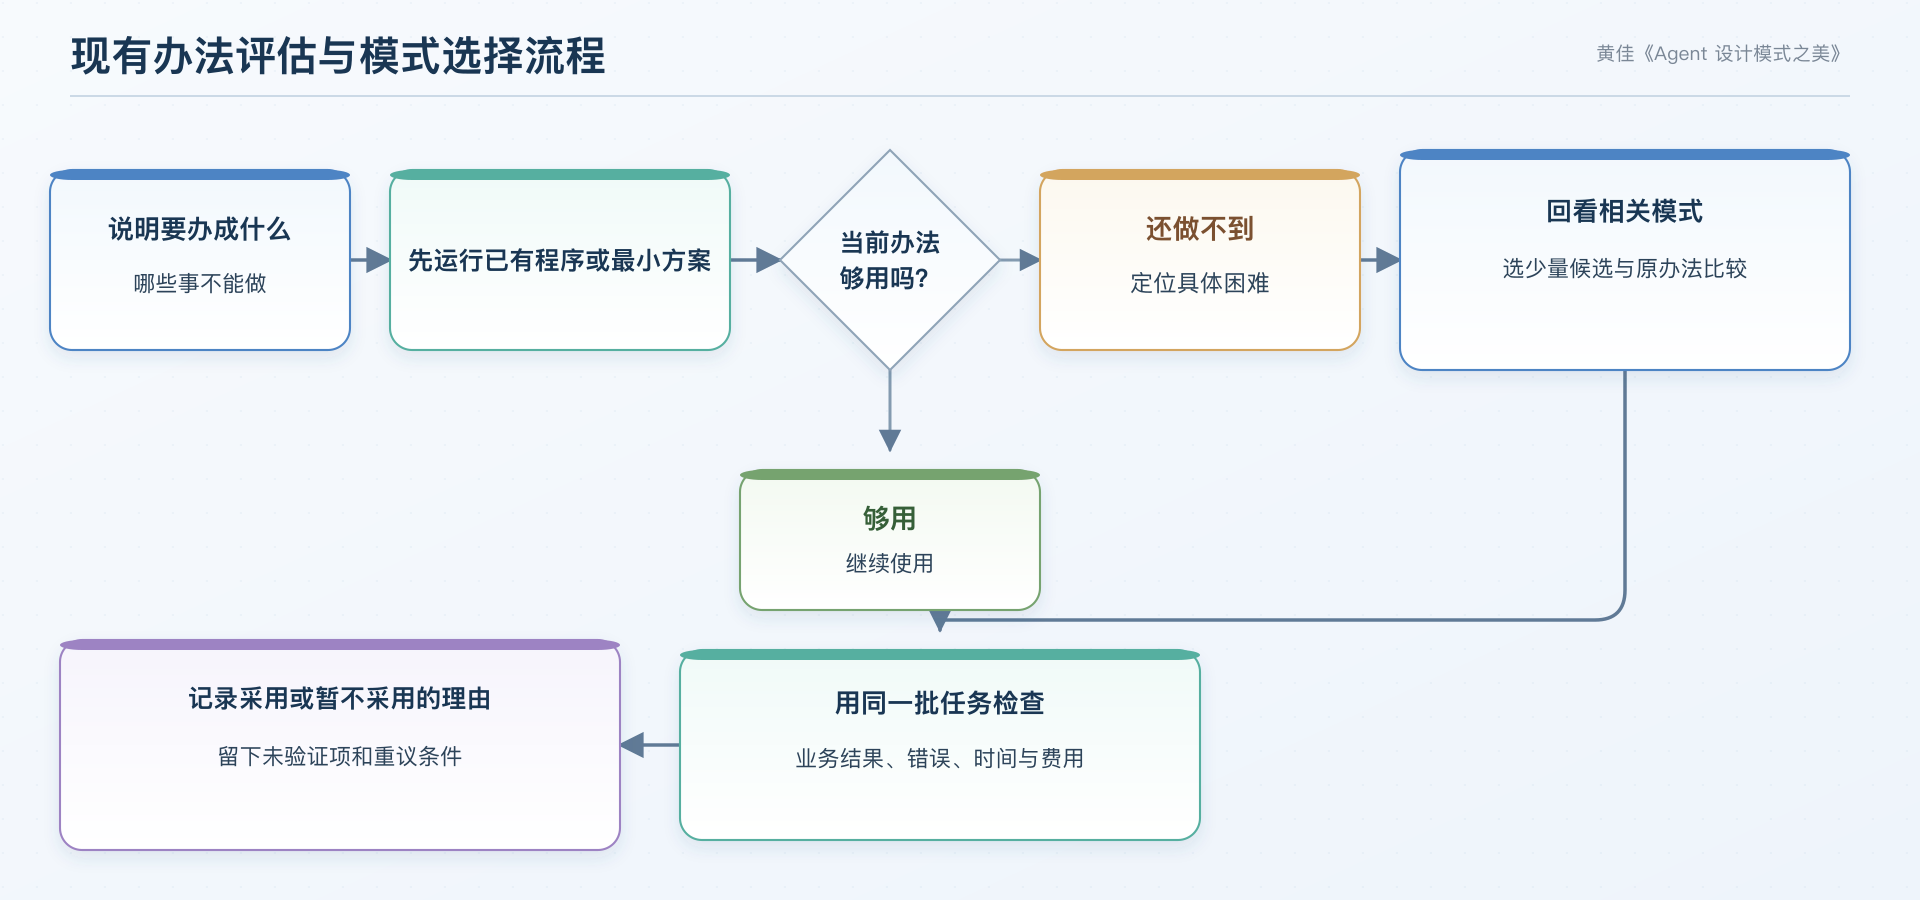 现有办法评估与模式选择流程
黄佳《Agent 设计模式之美》
说明要办成什么
哪些事不能做
先运行已有程序或最小方案
当前办法
够用吗?
还做不到
定位具体困难
回看相关模式
选少量候选与原办法比较
够用
继续使用
用同一批任务检查
业务结果、错误、时间与费用
记录采用或暂不采用的理由
留下未验证项和重议条件